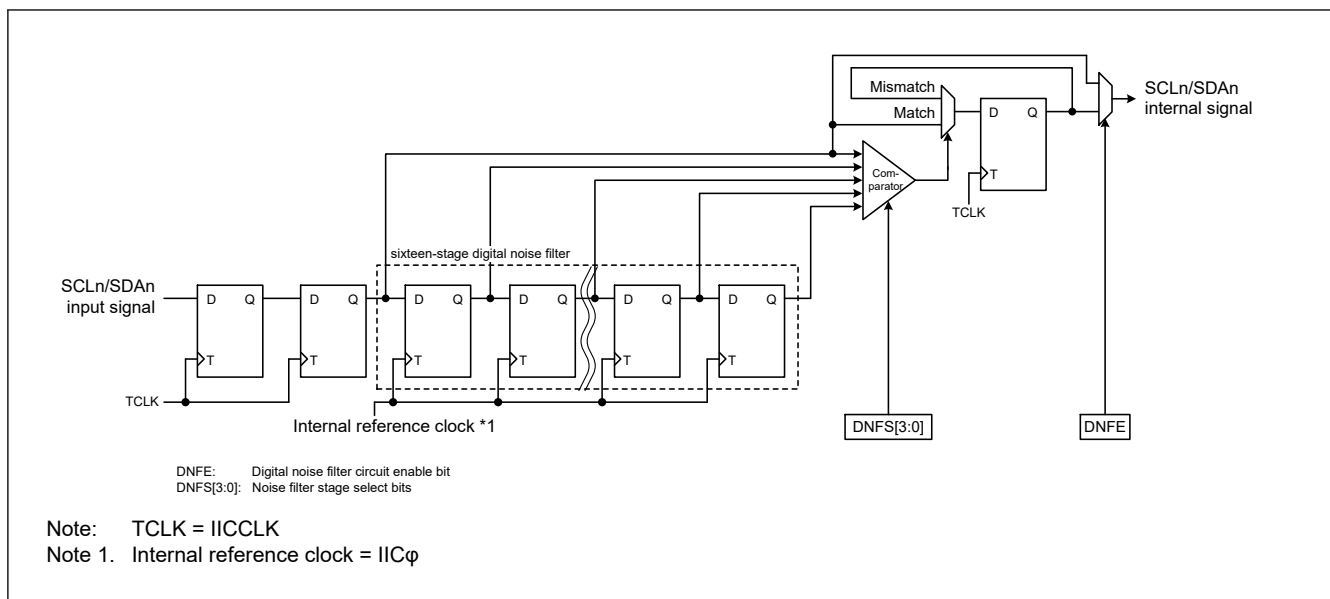 Mismatch
Match
D Q
T
TCLK
SCLn/SDAn
internal signal
Com-
parator
sixteen-stage digital noise filter
SCLn/SDAn
input signal
D Q
T
D Q
T
D Q
T
D Q
T
D Q
T
D Q
T
TCLK
Internal reference clock *1
DNFS[3:0]
DNFE
DNFE: Digital noise filter circuit enable bit
DNFS[3:0]: Noise filter stage select bits
Note: TCLK = IICCLK
Note 1. Internal reference clock = IICφ